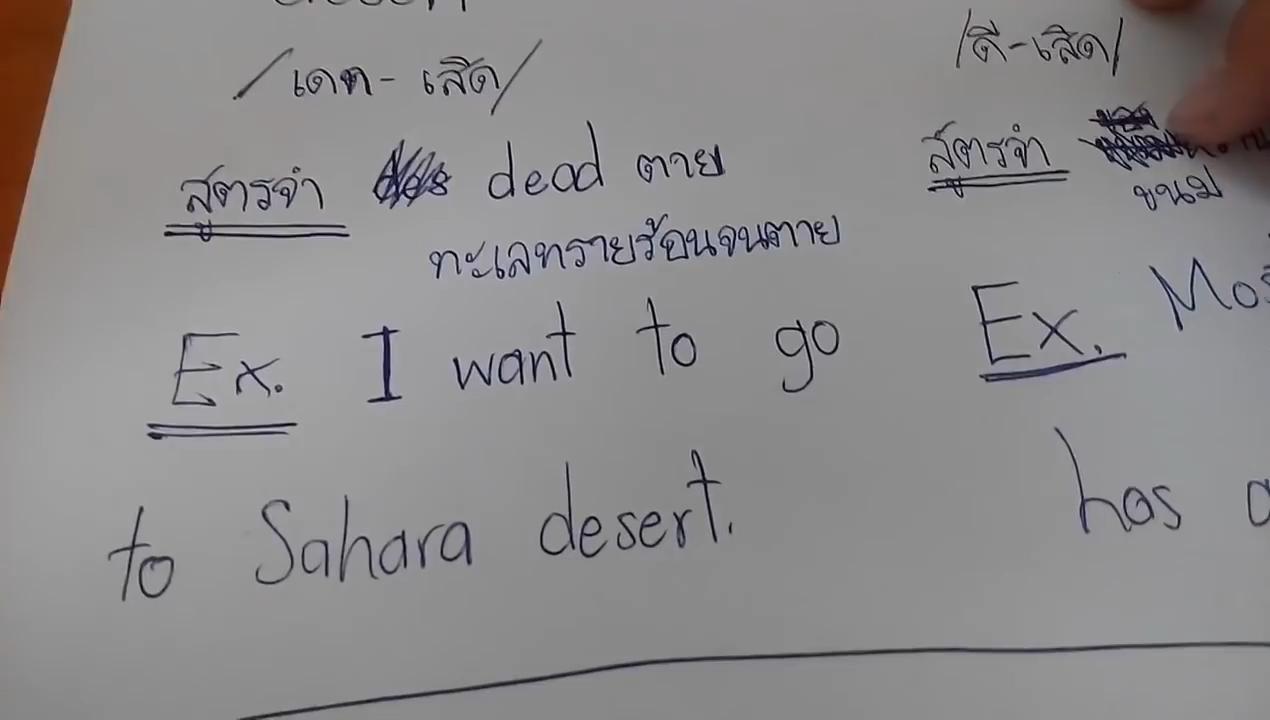 /เดท-เสิด/
สูตรจำ dead ตาย
ทะเลทรายร้อนจนตาย
Ex. I want to go
to Sahara desert.
/ดี-เสิด/
สูตรจำ
ขนม
Ex.
has